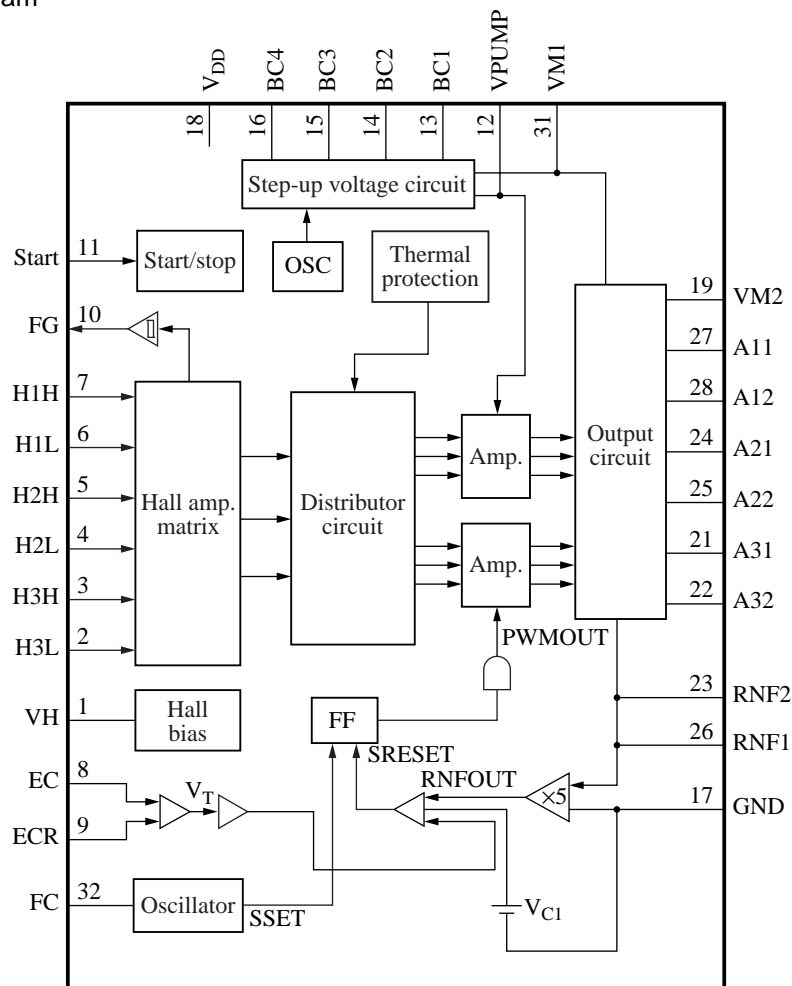 am
V_DD
BC4
BC3
BC2
BC1
VPUMP
VM1
18
16
15
14
13
12
31
Step-up voltage circuit
Start
11
Start/stop
OSC
Thermal
protection
FG
10
19
VM2
27
A11
H1H
7
28
A12
H1L
6
Hall amp.
matrix
Distributor
circuit
Amp.
Output
circuit
24
A21
H2H
5
25
A22
H2L
4
Amp.
21
A31
H3H
3
22
A32
H3L
2
PWMOUT
23
RNF2
VH
1
Hall
bias
FF
SRESET
26
RNF1
EC
8
V_T
RNFOUT
×5
17
GND
ECR
9
FC
32
Oscillator
SSET
V_C1